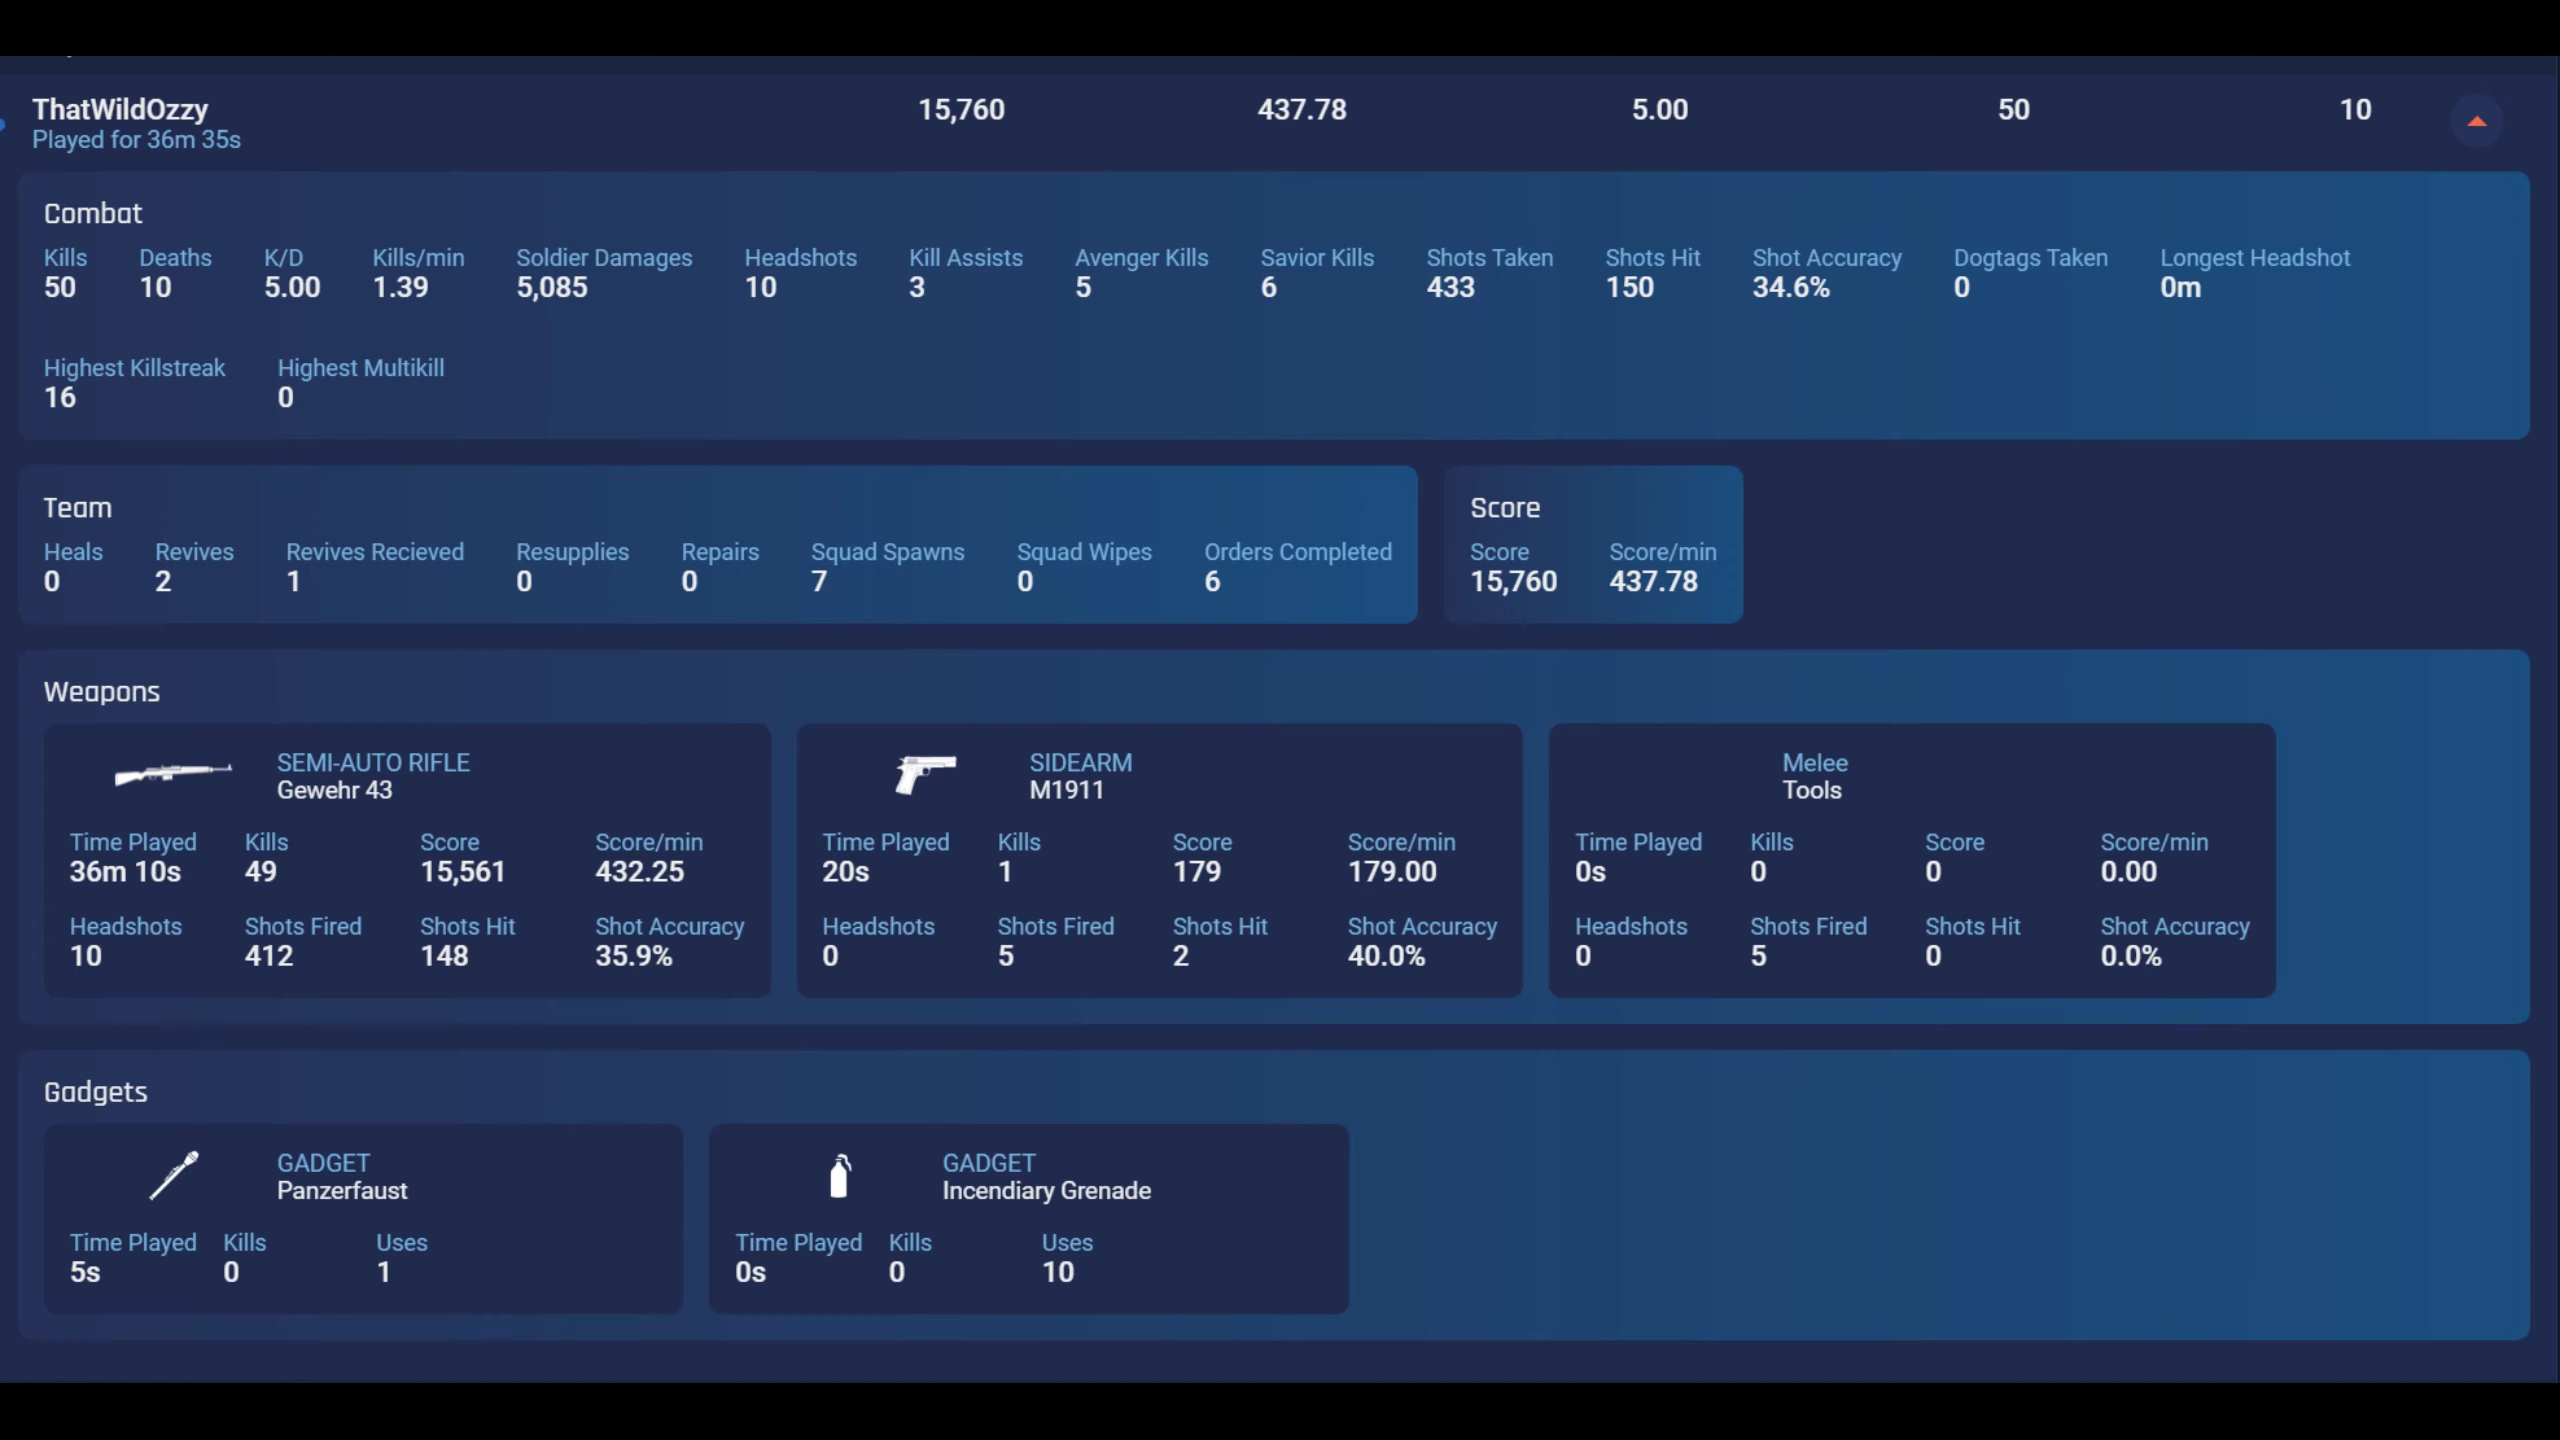 ThatWildOzzy 15,760 437.78 5.00 50 10
Played for 36m 35s
Combat
Kills Deaths K/D Kills/min Soldier Damages Headshots Kill Assists Avenger Kills Savior Kills Shots Taken Shots Hit Shot Accuracy Dogtags Taken Longest Headshot
50 10 5.00 1.39 5,085 10 3 5 6 433 150 34.6% 0 0m
Highest Killstreak Highest Multikill
16 0
Team
Heals Revives Revives Recieved Resupplies Repairs Squad Spawns Squad Wipes Orders Completed
0 2 1 0 0 7 0 6
Score
Score Score/min
15,760 437.78
Weapons
SEMI-AUTO RIFLE
Gewehr 43
Time Played Kills Score Score/min
36m 10s 49 15,561 432.25
Headshots Shots Fired Shots Hit Shot Accuracy
10 412 148 35.9%
SIDEARM
M1911
Time Played Kills Score Score/min
20s 1 179 179.00
Headshots Shots Fired Shots Hit Shot Accuracy
0 5 2 40.0%
Melee
Tools
Time Played Kills Score Score/min
0s 0 0 0.00
Headshots Shots Fired Shots Hit Shot Accuracy
0 5 0 0.0%
Gadgets
GADGET
Panzerfaust
Time Played Kills Uses
5s 0 1
GADGET
Incendiary Grenade
Time Played Kills Uses
0s 0 10